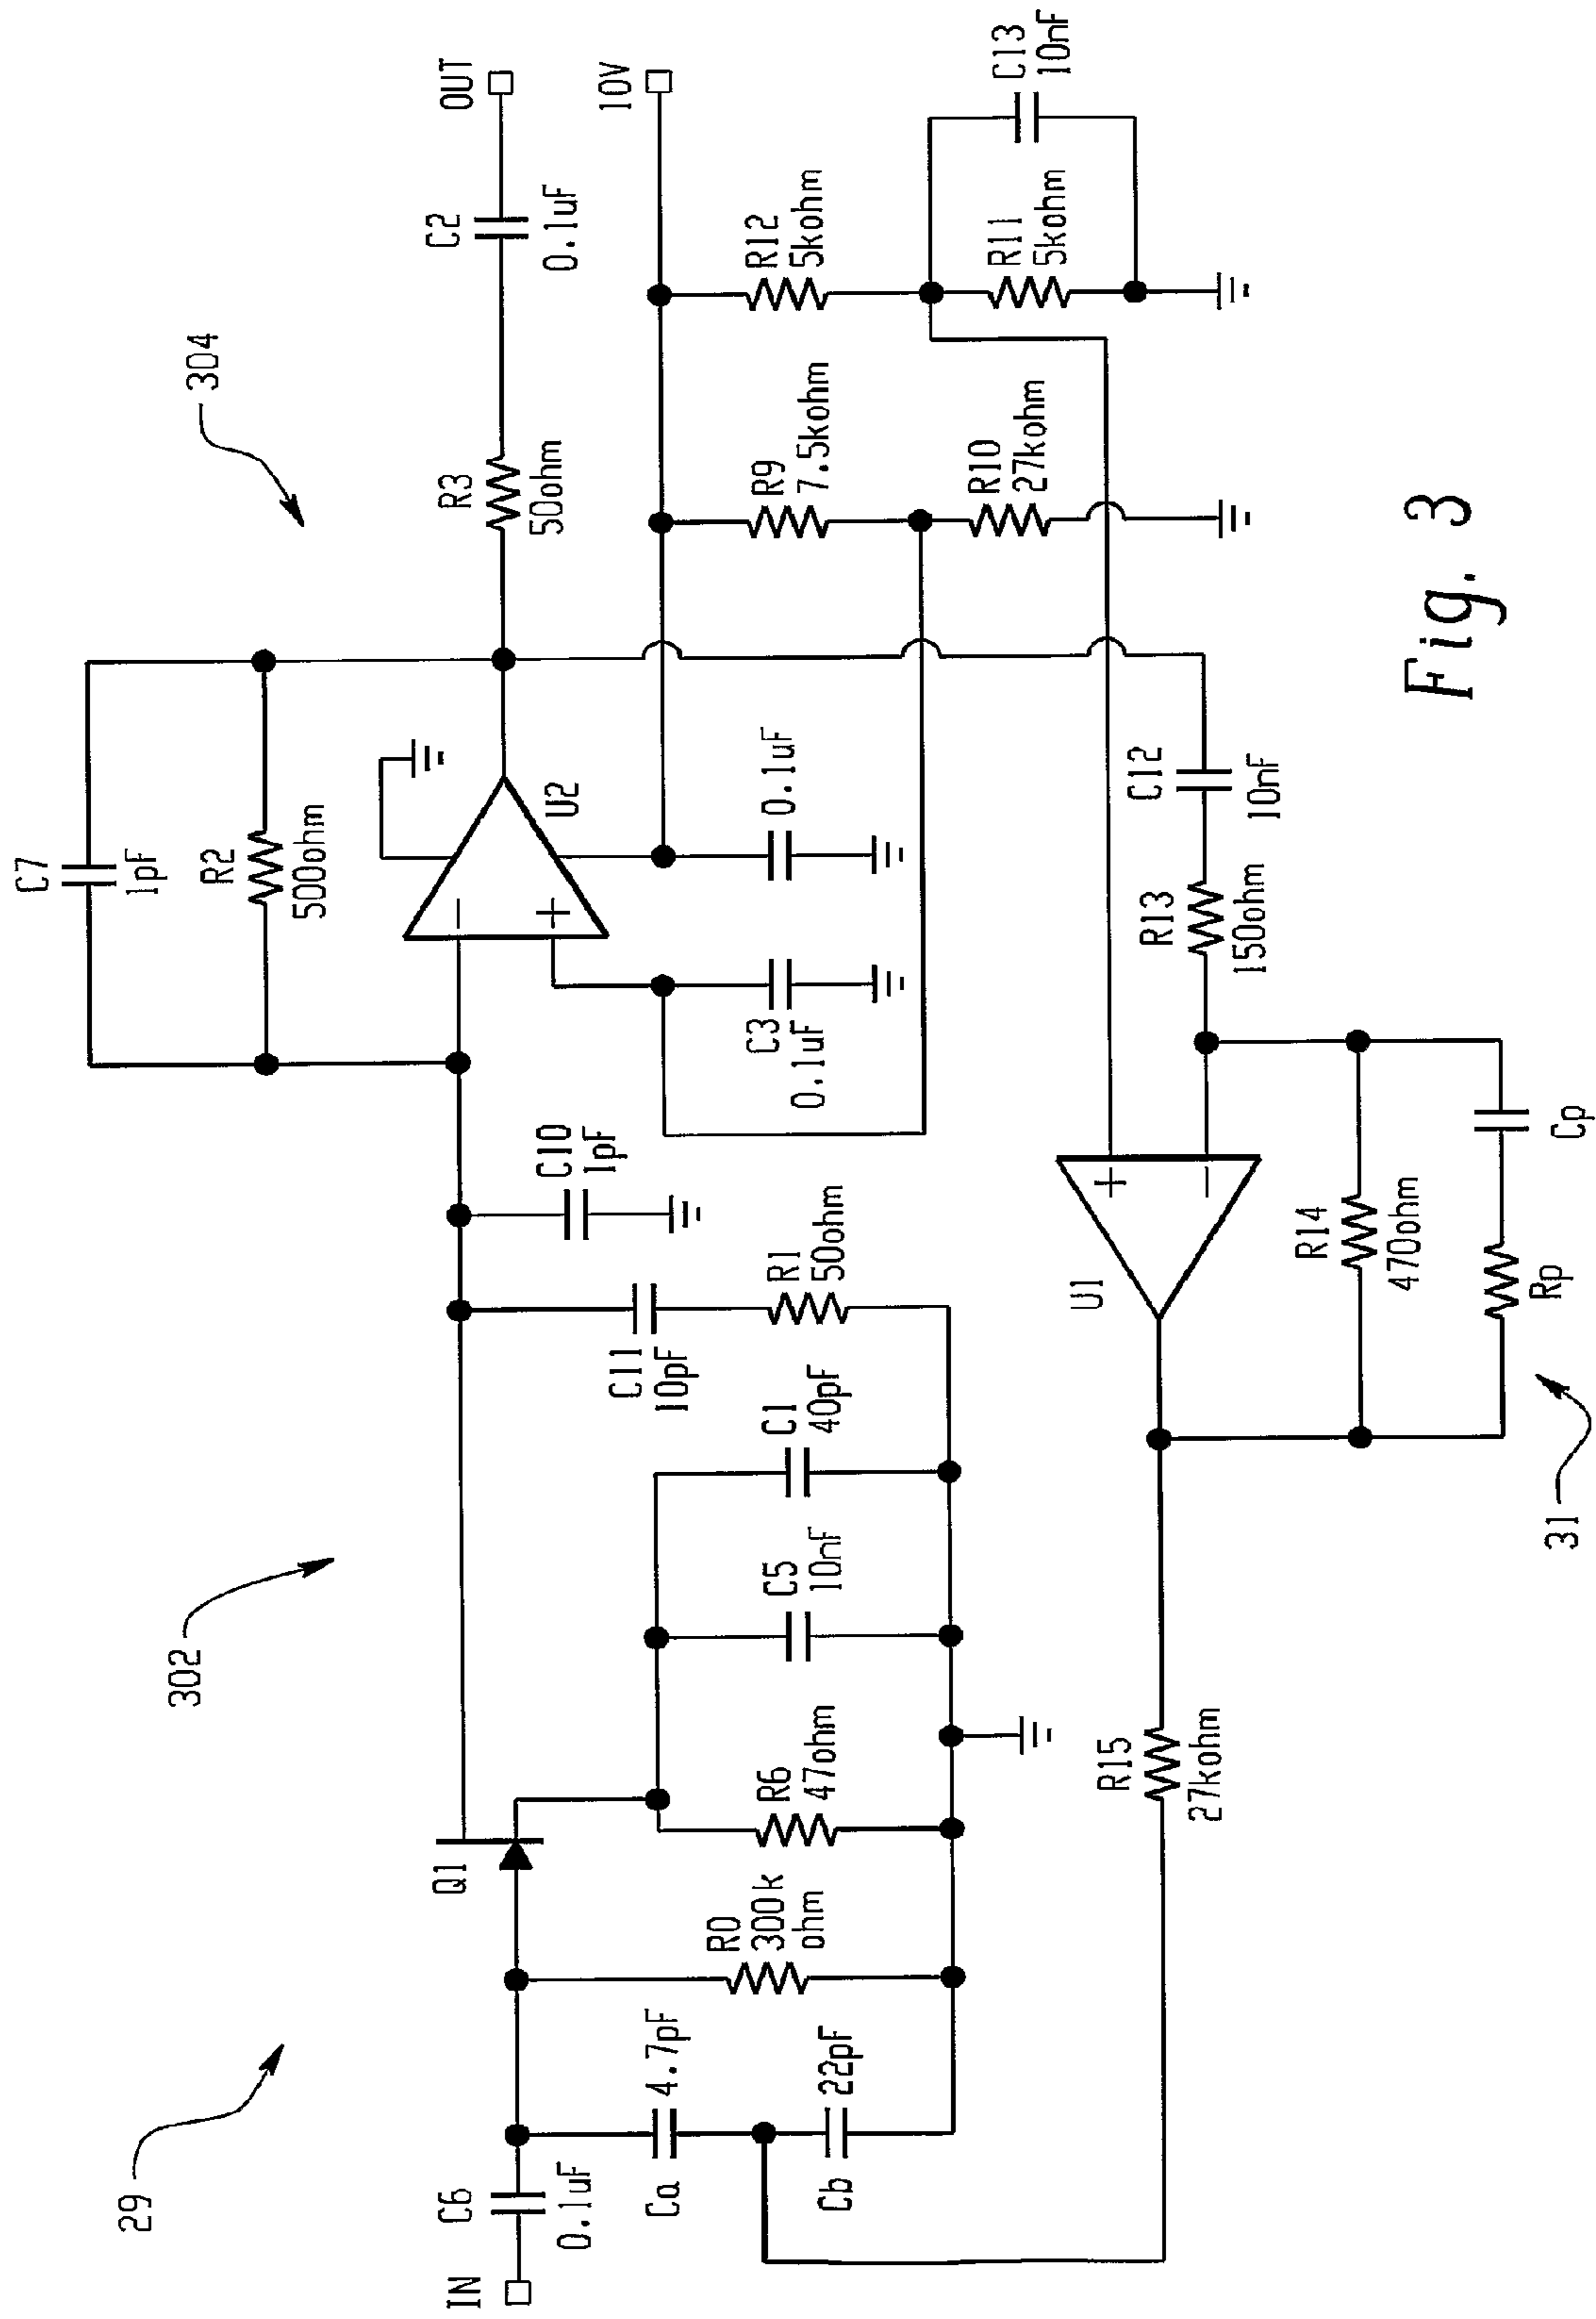 C7
1pF
R2
500ohm
304
302
29
IN
C6
0.1uF
Q1
U2
R3
50ohm
C2
0.1uF
OUT
10V
Ca
4.7pF
Cb
22pF
R0
300k
ohm
R6
47ohm
C5
10nF
C1
40pF
C11
10pF
R1
50ohm
C10
1pF
−
+
C3
0.1uF
0.1uF
R9
7.5kohm
R10
27kohm
R12
5kohm
R11
5kohm
C13
10nF
R15
27kohm
U1
+
−
R13
150ohm
C12
10nF
R14
470ohm
Rp
Cp
31
Fig. 3